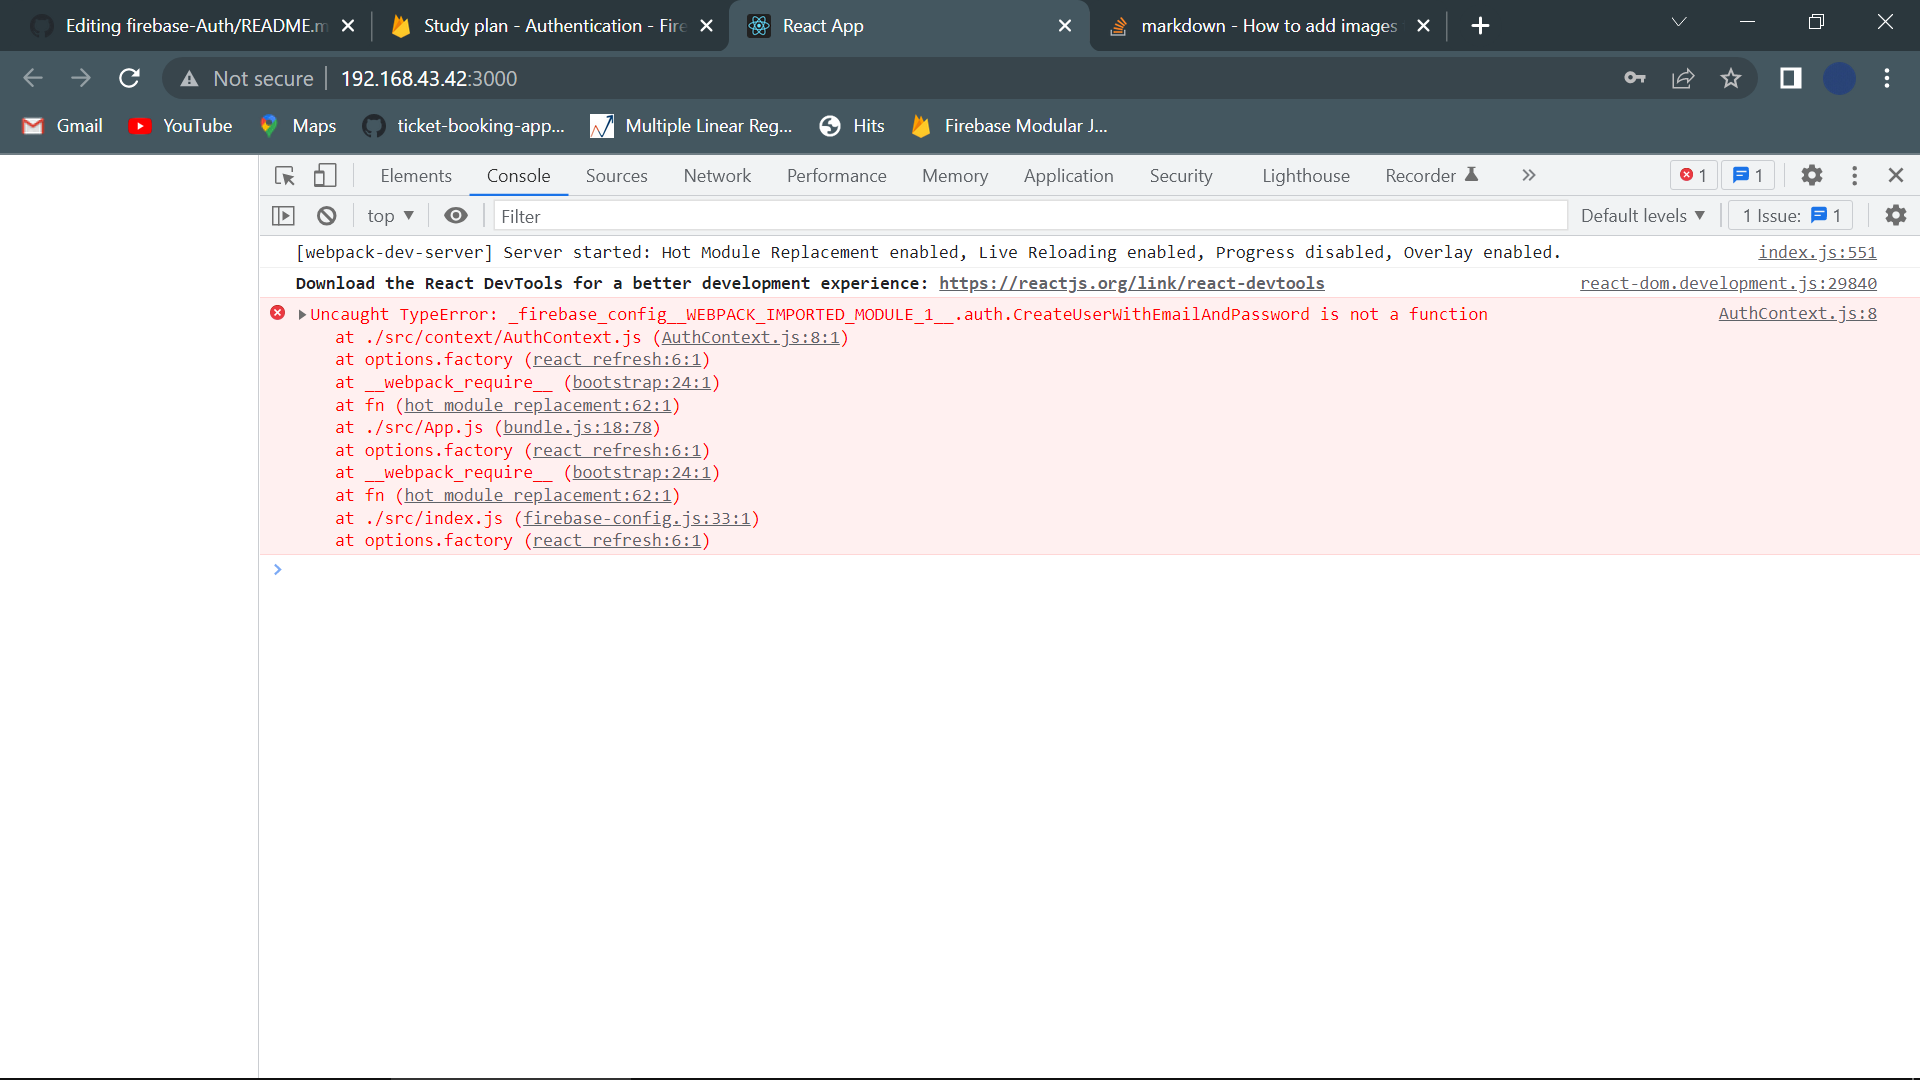 Editing firebase-Auth/README.m
Study plan - Authentication - Fire
React App
markdown - How to add images
Not secure
192.168.43.42:3000
Gmail
YouTube
Maps
ticket-booking-app...
Multiple Linear Reg...
Hits
Firebase Modular J...
Elements
Console
Sources
Network
Performance
Memory
Application
Security
Lighthouse
Recorder
1
1
top
Filter
Default levels
1 Issue: 1
[webpack-dev-server] Server started: Hot Module Replacement enabled, Live Reloading enabled, Progress disabled, Overlay enabled. index.js:551
Download the React DevTools for a better development experience: https://reactjs.org/link/react-devtools react-dom.development.js:29840
Uncaught TypeError: _firebase_config__WEBPACK_IMPORTED_MODULE_1__.auth.CreateUserWithEmailAndPassword is not a function AuthContext.js:8
at ./src/context/AuthContext.js (AuthContext.js:8:1)
at options.factory (react refresh:6:1)
at __webpack_require__ (bootstrap:24:1)
at fn (hot module replacement:62:1)
at ./src/App.js (bundle.js:18:78)
at options.factory (react refresh:6:1)
at __webpack_require__ (bootstrap:24:1)
at fn (hot module replacement:62:1)
at ./src/index.js (firebase-config.js:33:1)
at options.factory (react refresh:6:1)